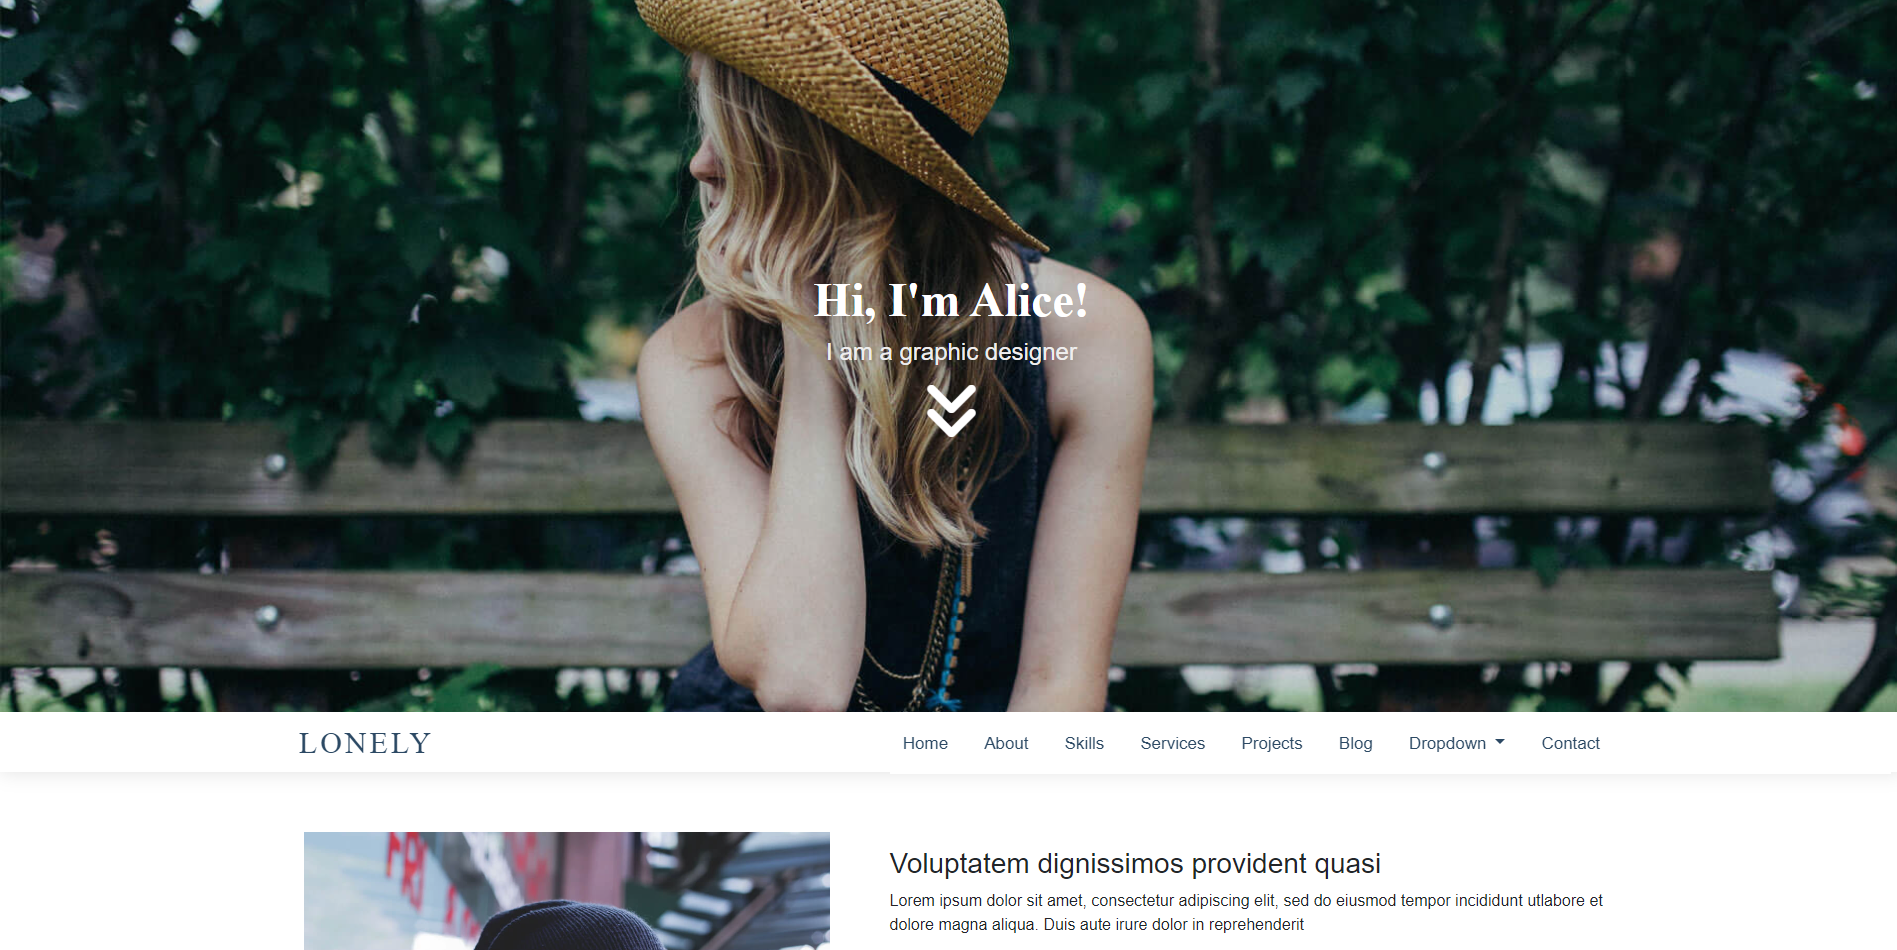 Hi, I'm Alice!
I am a graphic designer
LONELY
Home About Skills Services Projects Blog Dropdown Contact
Voluptatem dignissimos provident quasi
Lorem ipsum dolor sit amet, consectetur adipiscing elit, sed do eiusmod tempor incididunt utlabore et
dolore magna aliqua. Duis aute irure dolor in reprehenderit